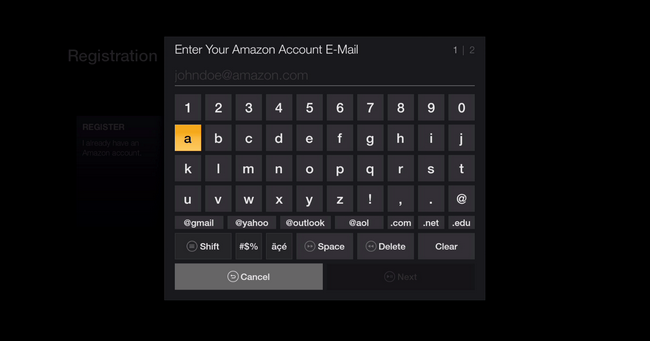 Enter Your Amazon Account E-Mail 1 | 2
Registration
johndoe@amazon.com
1 2 3 4 5 6 7 8 9 0
REGISTER
a b c d e f g h i j
I already have an
Amazon account.
k l m n o p q r s t
u v w x y z ! , . @
@gmail @yahoo @outlook @aol .com .net .edu
Shift #$% äçé Space Delete Clear
Cancel Next